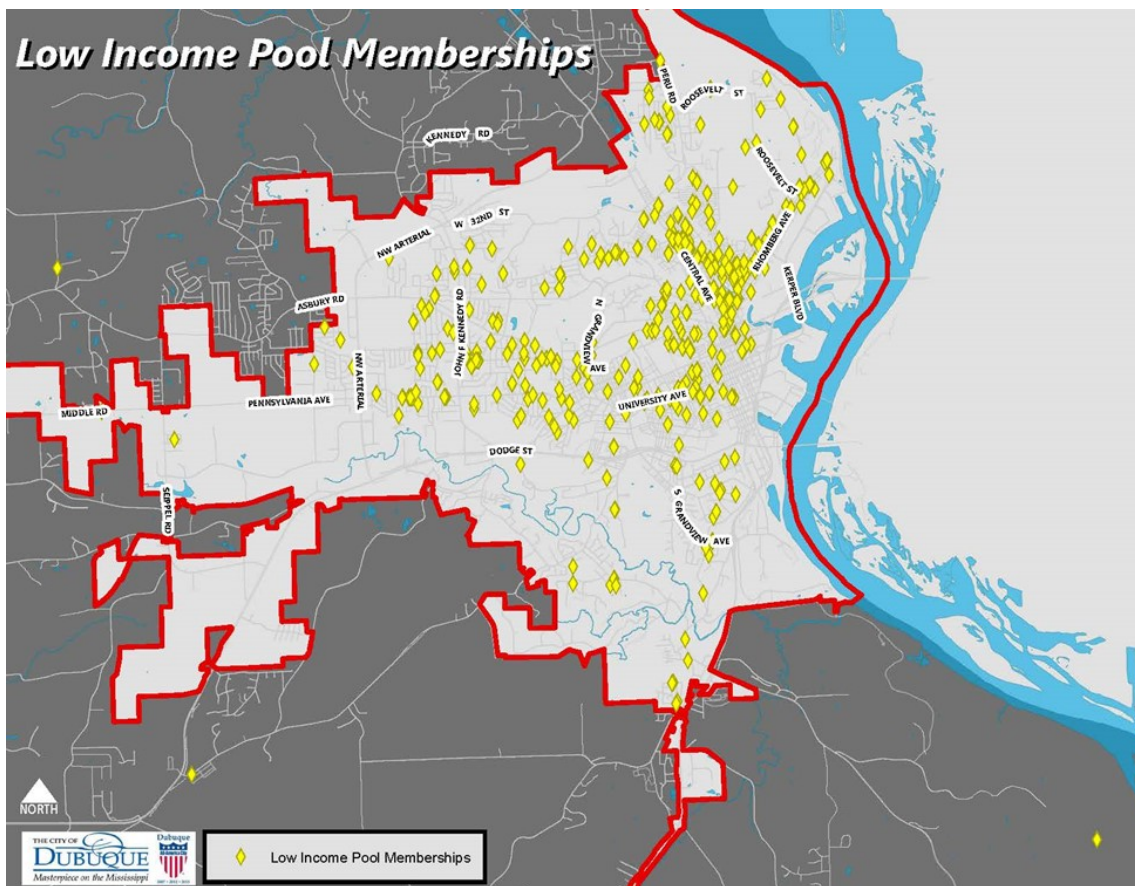 Low Income Pool Memberships
PERU RD
ROOSEVELT ST
KENNEDY RD
ROOSEVELT ST
W 32ND ST
NW ARTERIAL
RHOMBERG AVE
CENTRAL AVE
KERPER BLVD
ASBURY RD
JOHN F KENNEDY RD
N GRANDVIEW AVE
NW ARTERIAL
PENNSYLVANIA AVE
UNIVERSITY AVE
MIDDLE RD
DODGE ST
SEIPPEL RD
S GRANDVIEW AVE
NORTH
THE CITY OF
DUBUQUE
Masterpiece on the Mississippi
Dubuque
Low Income Pool Memberships